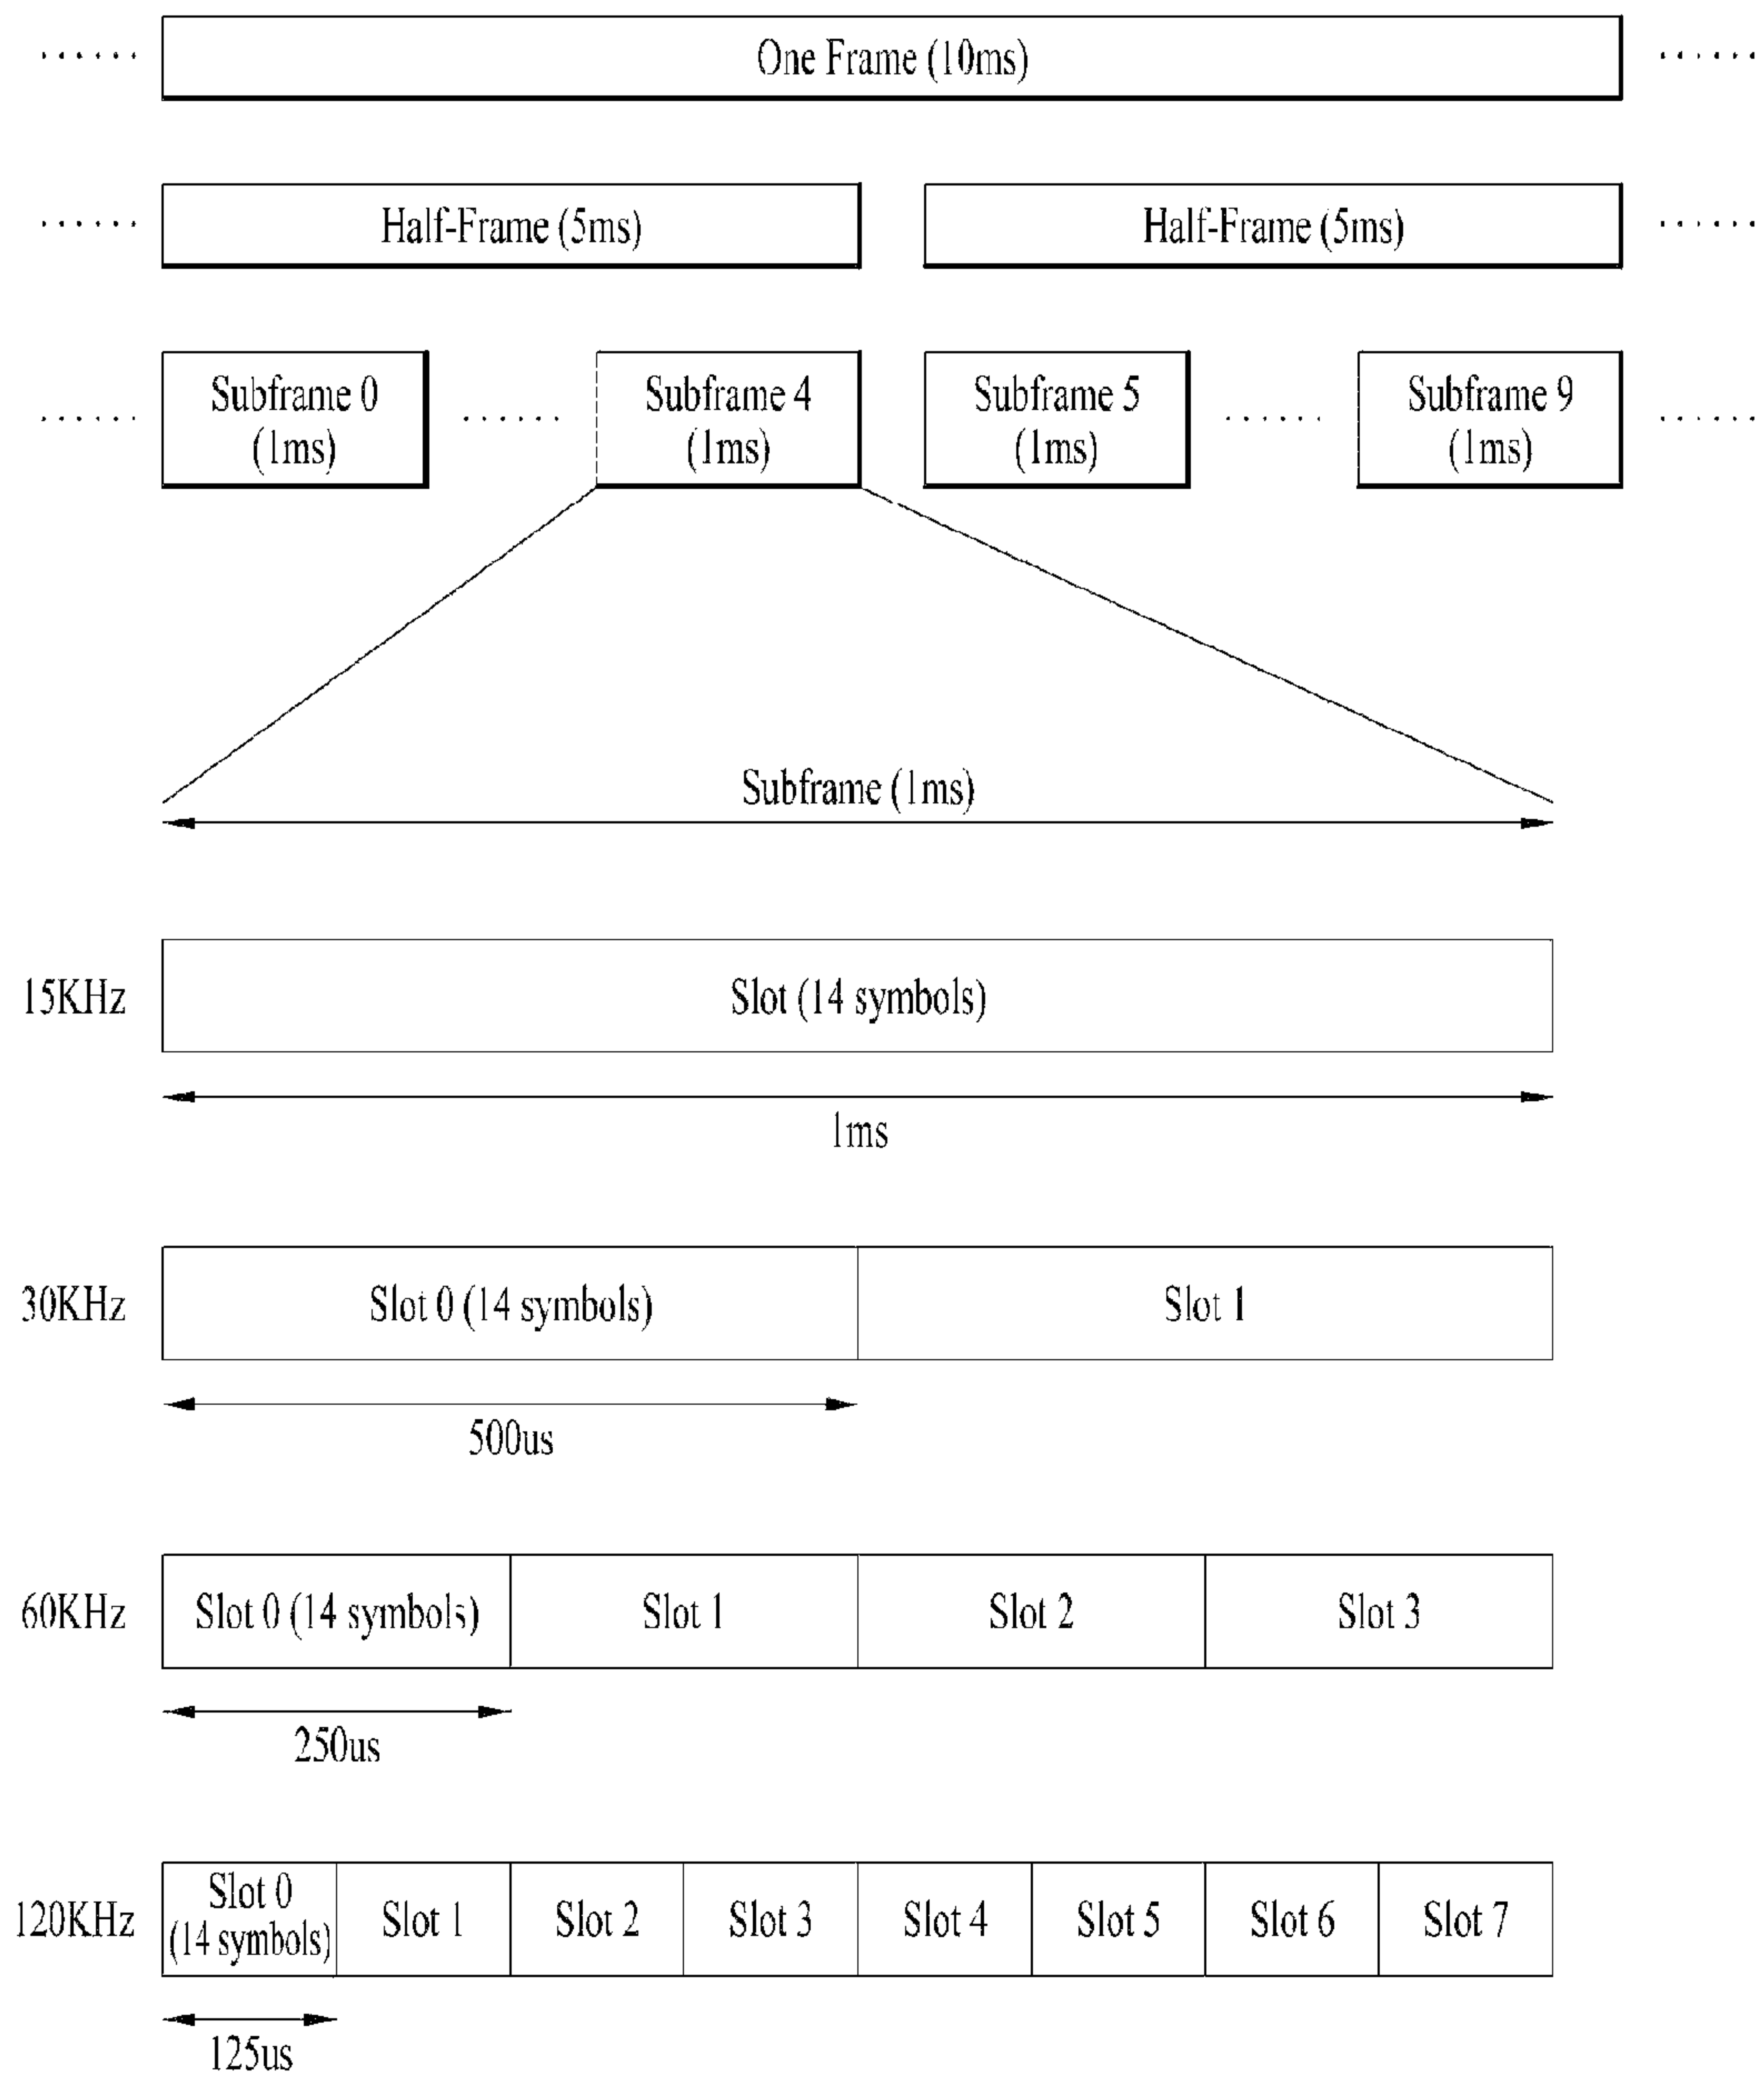 ...... One Frame (10ms) ......
...... Half-Frame (5ms) Half-Frame (5ms) ......
Subframe 0 Subframe 4 Subframe 5 Subframe 9
...... (1ms) ...... (1ms) (1ms) ...... (1ms) ......
Subframe (1ms)
15KHz Slot (14 symbols)
1ms
30KHz Slot 0 (14 symbols) Slot 1
500us
60KHz Slot 0 (14 symbols) Slot 1 Slot 2 Slot 3
250us
120KHz Slot 0 Slot 1 Slot 2 Slot 3 Slot 4 Slot 5 Slot 6 Slot 7
(14 symbols)
125us